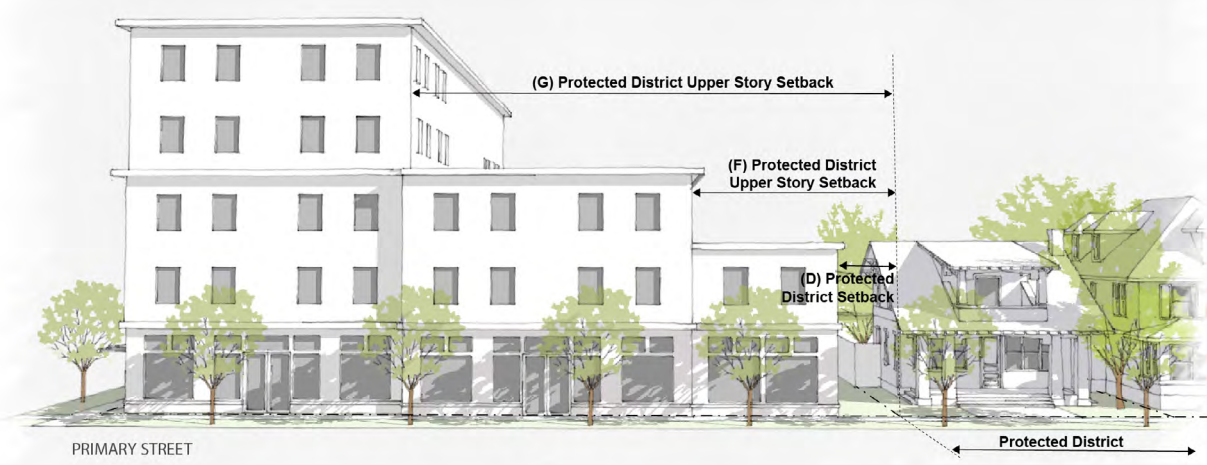 (G) Protected District Upper Story Setback
(F) Protected District
Upper Story Setback
(D) Protected
District Setback
PRIMARY STREET
Protected District